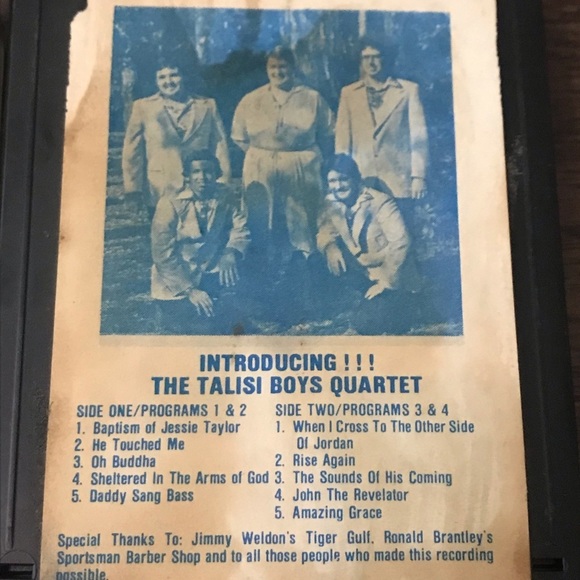 INTRODUCING ! ! !
THE TALISI BOYS QUARTET
SIDE ONE/PROGRAMS 1 & 2
1. Baptism of Jessie Taylor
2. He Touched Me
3. Oh Buddha
4. Sheltered In The Arms of God
5. Daddy Sang Bass
SIDE TWO/PROGRAMS 3 & 4
1. When I Cross To The Other Side
Of Jordan
2. Rise Again
3. The Sounds Of His Coming
4. John The Revelator
5. Amazing Grace
Special Thanks To: Jimmy Weldon's Tiger Gulf, Ronald Brantley's
Sportsman Barber Shop and to all those people who made this recording
possible.